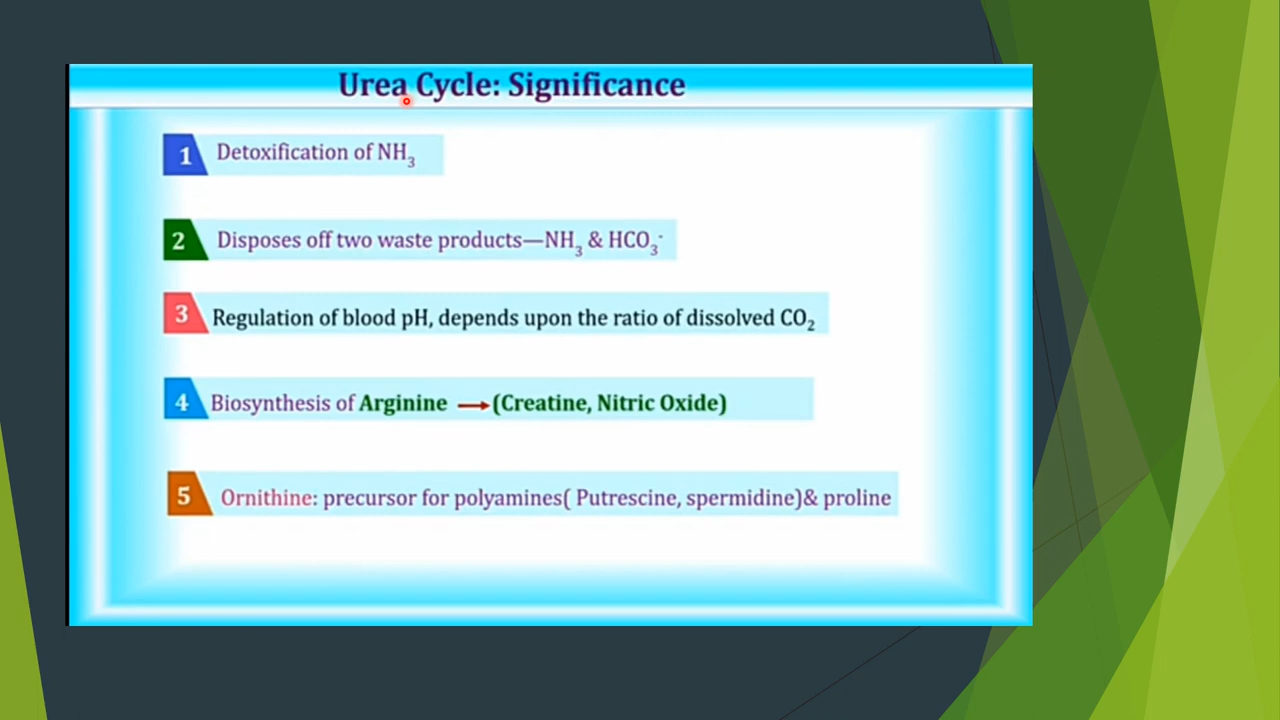 Urea Cycle: Significance
1 Detoxification of NH₃
2 Disposes off two waste products—NH₃ & HCO₃⁻
3 Regulation of blood pH, depends upon the ratio of dissolved CO₂
4 Biosynthesis of Arginine → (Creatine, Nitric Oxide)
5 Ornithine: precursor for polyamines( Putrescine, spermidine)& proline